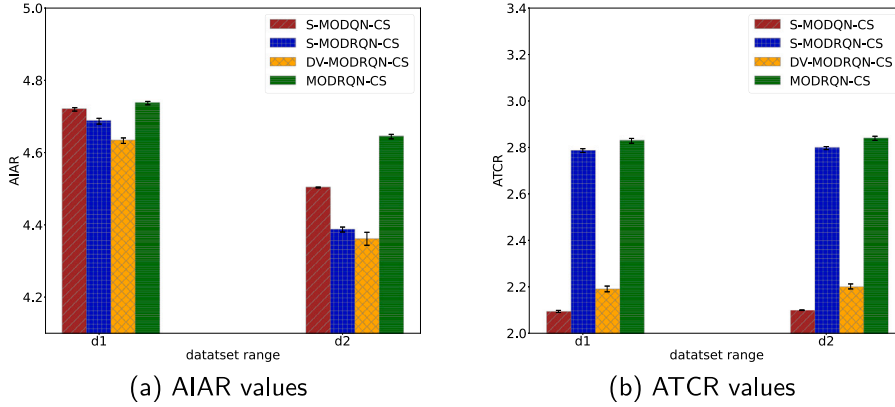 5.0
4.8
4.6
4.4
4.2
AIAR
S-MODQN-CS
S-MODRQN-CS
DV-MODRQN-CS
MODRQN-CS
d1
d2
datatset range
(a) AIAR values
3.4
3.2
3.0
2.8
2.6
2.4
2.2
2.0
ATCR
S-MODQN-CS
S-MODRQN-CS
DV-MODRQN-CS
MODRQN-CS
d1
d2
datatset range
(b) ATCR values